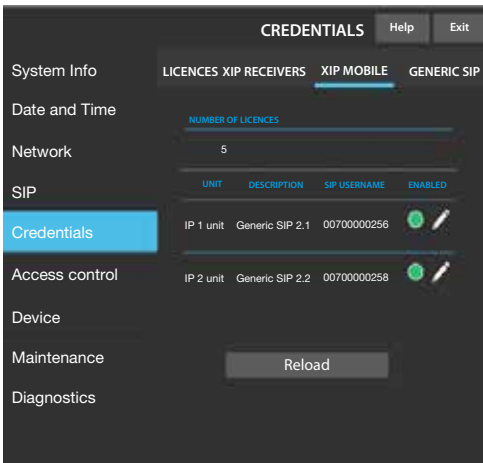 CREDENTIALS Help Exit
LICENCES XIP RECEIVERS XIP MOBILE GENERIC SIP
System Info
Date and Time
Network
SIP
Credentials
Access control
Device
Maintenance
Diagnostics
NUMBER OF LICENCES
5
UNIT DESCRIPTION SIP USERNAME ENABLED
IP 1 unit Generic SIP 2.1 00700000256
IP 2 unit Generic SIP 2.2 00700000258
Reload